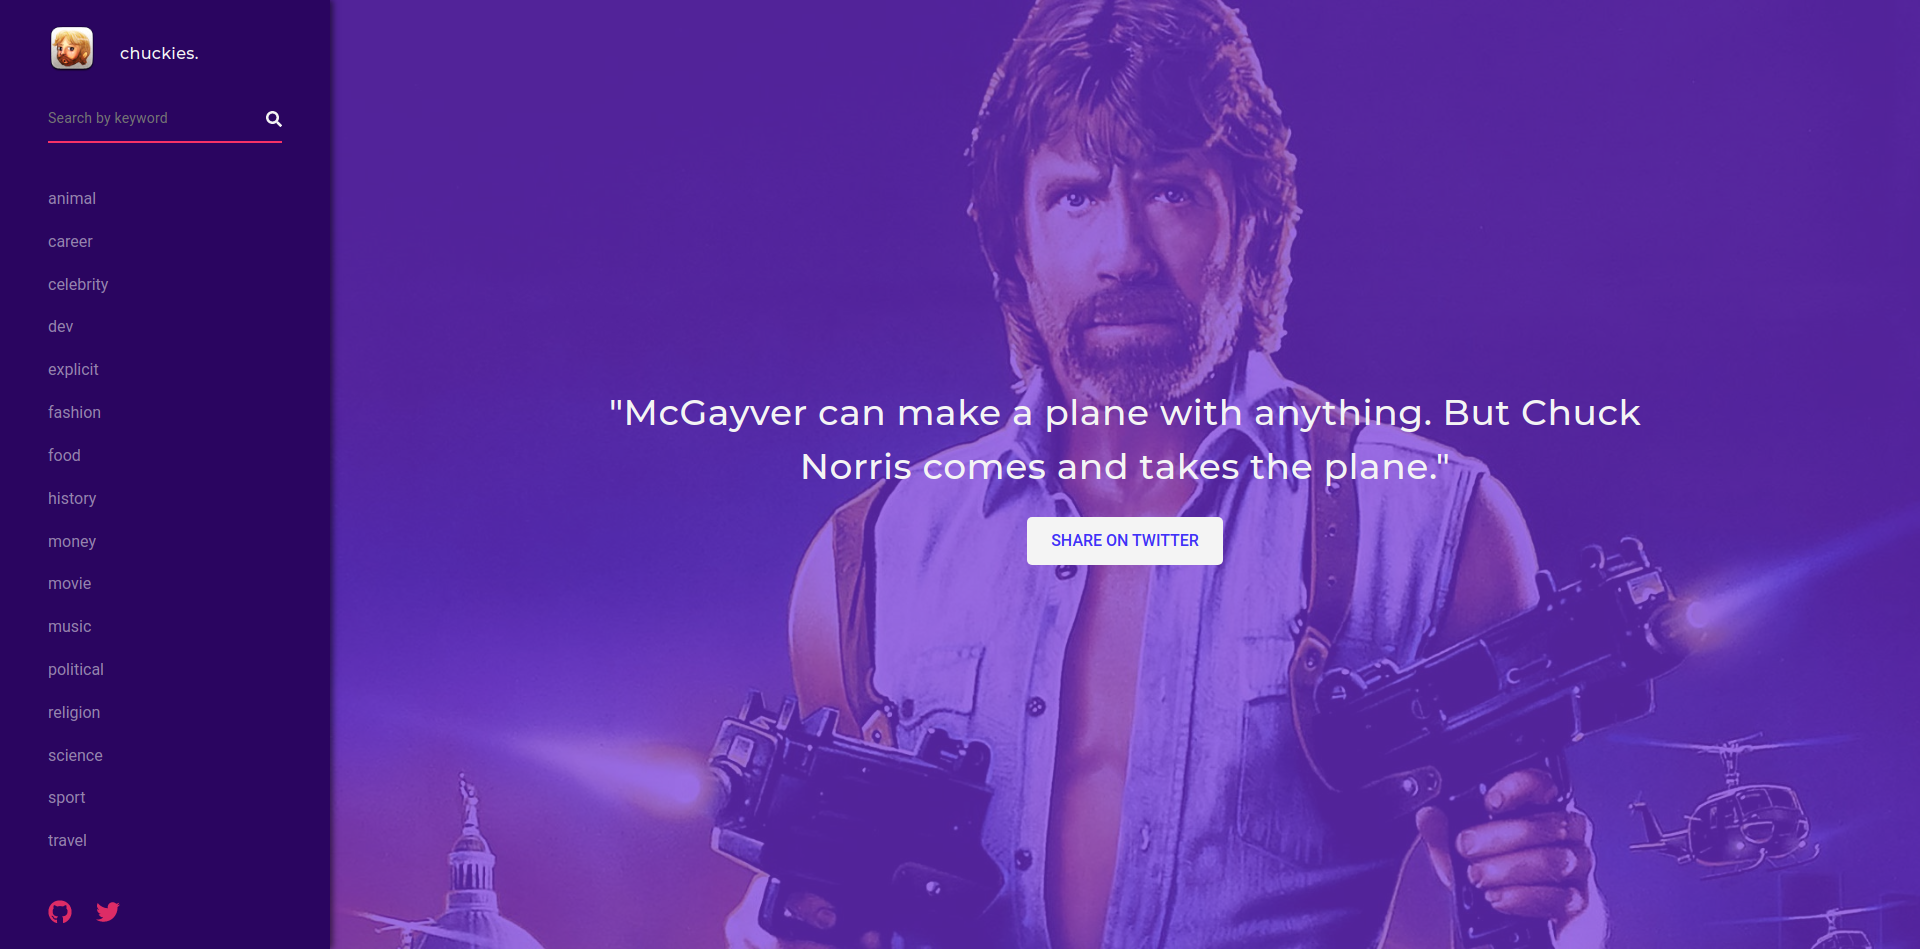 chuckies.
Search by keyword
animal
career
celebrity
dev
explicit
fashion
food
history
money
movie
music
political
religion
science
sport
travel
"McGayver can make a plane with anything. But Chuck
Norris comes and takes the plane."
SHARE ON TWITTER